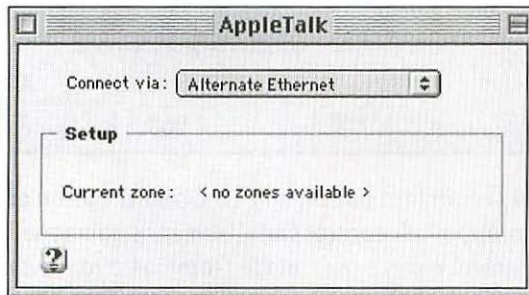 AppleTalk
Connect via: Alternate Ethernet
Setup
Current zone: < no zones available >
?